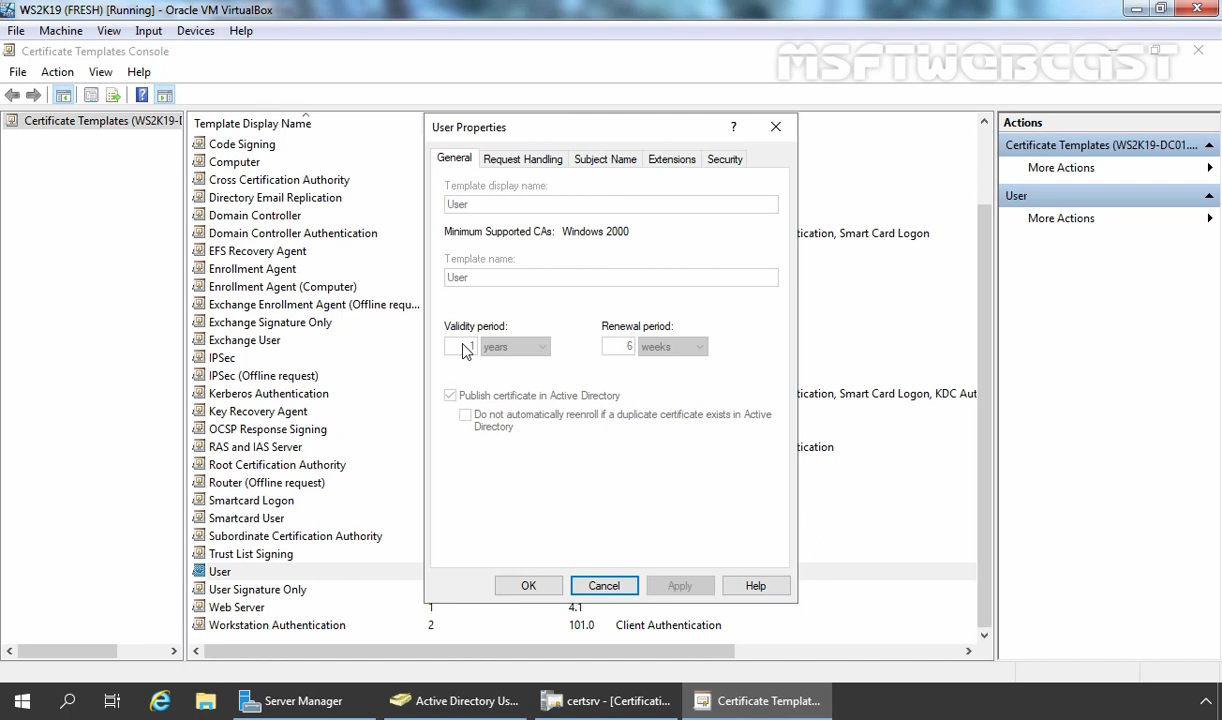 WS2K19 (FRESH) [Running] - Oracle VM VirtualBox
File Machine View Input Devices Help
Certificate Templates Console
MSFTWEBCAST
File Action View Help
Certificate Templates (WS2K19-D
Template Display Name
Code Signing
Computer
Cross Certification Authority
Directory Email Replication
Domain Controller
Domain Controller Authentication
ication, Smart Card Logon
EFS Recovery Agent
Enrollment Agent
Enrollment Agent (Computer)
Exchange Enrollment Agent (Offline requ...
Exchange Signature Only
Exchange User
IPSec
IPSec (Offline request)
Kerberos Authentication
ication, Smart Card Logon, KDC Aut
Key Recovery Agent
OCSP Response Signing
RAS and IAS Server
ication
Root Certification Authority
Router (Offline request)
Smartcard Logon
Smartcard User
Subordinate Certification Authority
Trust List Signing
User
User Signature Only
Web Server 1 4.1
Workstation Authentication 2 101.0 Client Authentication
User Properties ?
General Request Handling Subject Name Extensions Security
Template display name:
User
Minimum Supported CAs: Windows 2000
Template name:
User
Validity period: Renewal period:
1 years 6 weeks
Publish certificate in Active Directory
Do not automatically reenroll if a duplicate certificate exists in Active
Directory
OK Cancel Apply Help
Actions
Certificate Templates (WS2K19-DC01....
More Actions
User
More Actions
Server Manager Active Directory Us... certsrv - [Certificati... Certificate Templat...